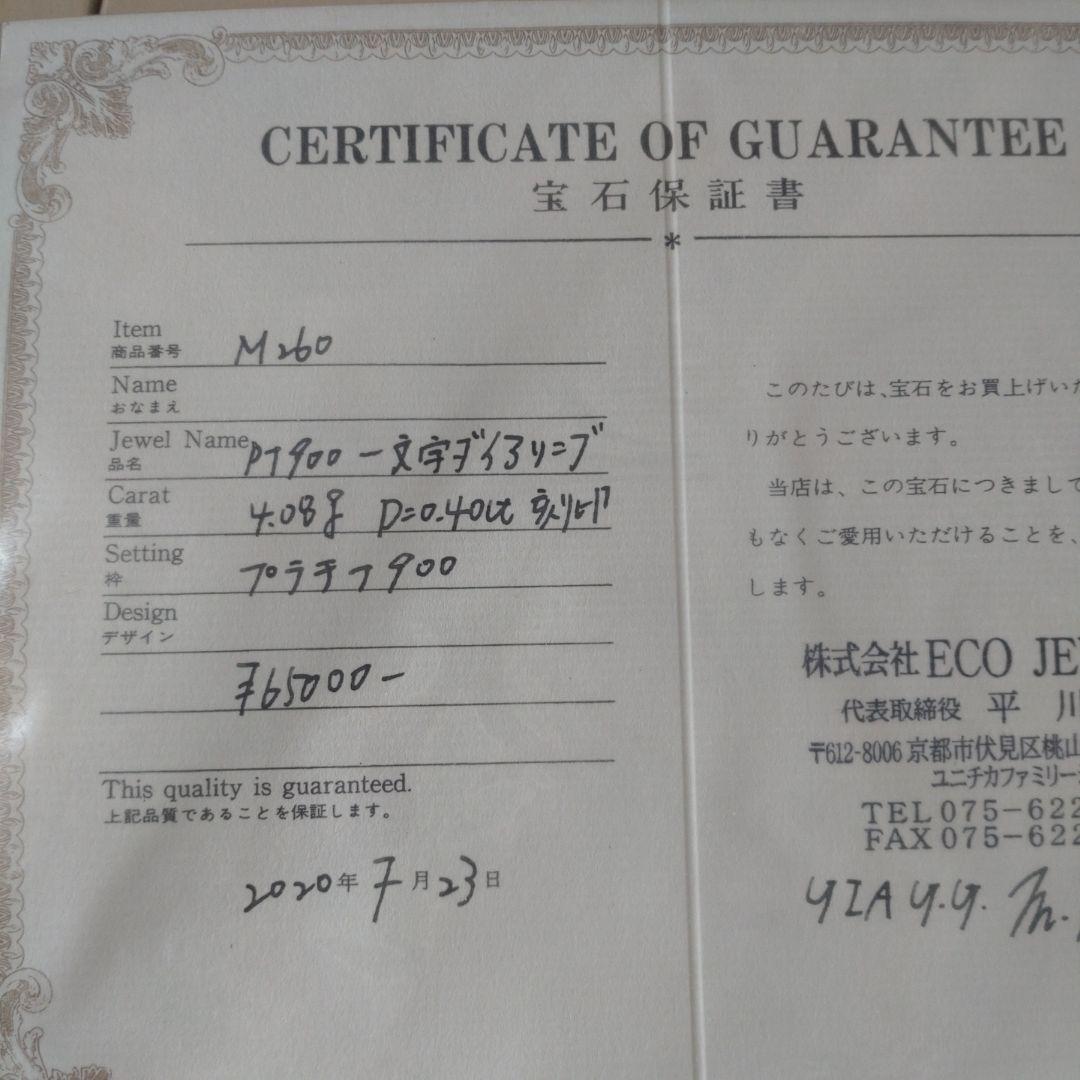 CERTIFICATE OF GUARANTEE
宝石保証書
*
Item
商品番号 M260
Name
おなまえ
Jewel Name
品名 PT900 一文字ダイアリング
Carat
重量 4.08g D=0.40ct 刻印
Setting
枠 プラチナ900
Design
デザイン
¥65000-
This quality is guaranteed.
上記品質であることを保証します。
2020年7月23日
このたびは、宝石をお買上げいた
りがとうございます。
当店は、この宝石につきまして
もなくご愛用いただけることを、
します。
株式会社 ECO JE
代表取締役 平 川
〒612-8006 京都市伏見区桃山
ユニチカファミリー
TEL 075-622
FAX 075-622